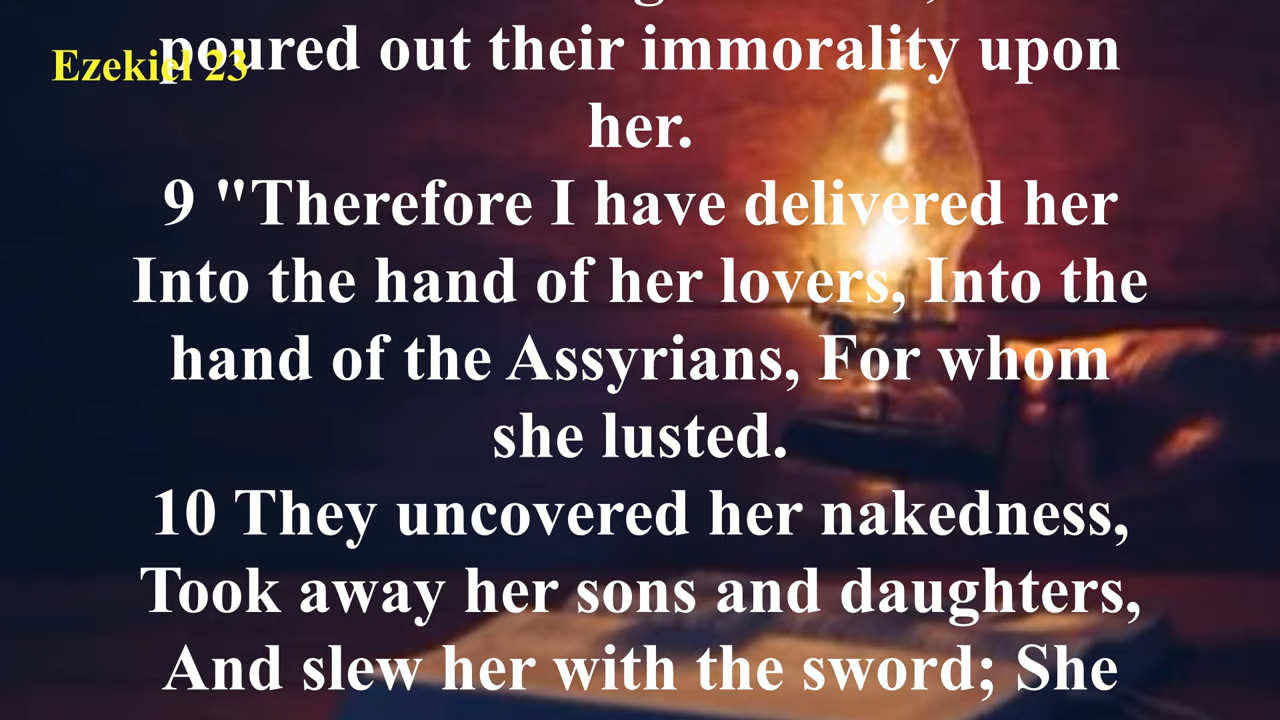 Ezekiel 23
poured out their immorality upon
her.
9 "Therefore I have delivered her
Into the hand of her lovers, Into the
hand of the Assyrians, For whom
she lusted.
10 They uncovered her nakedness,
Took away her sons and daughters,
And slew her with the sword; She